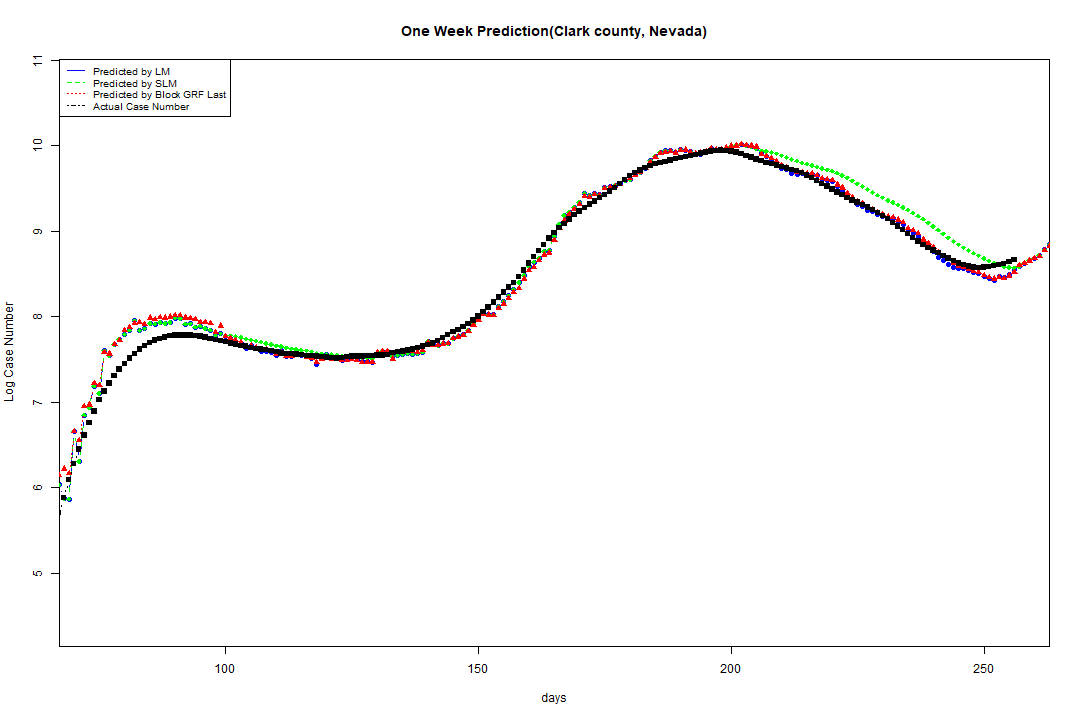 One Week Prediction(Clark county, Nevada)
Predicted by LM
Predicted by SLM
Predicted by Block GRF Last
Actual Case Number
11
10
9
8
7
6
5
Log Case Number
100 150 200 250
days